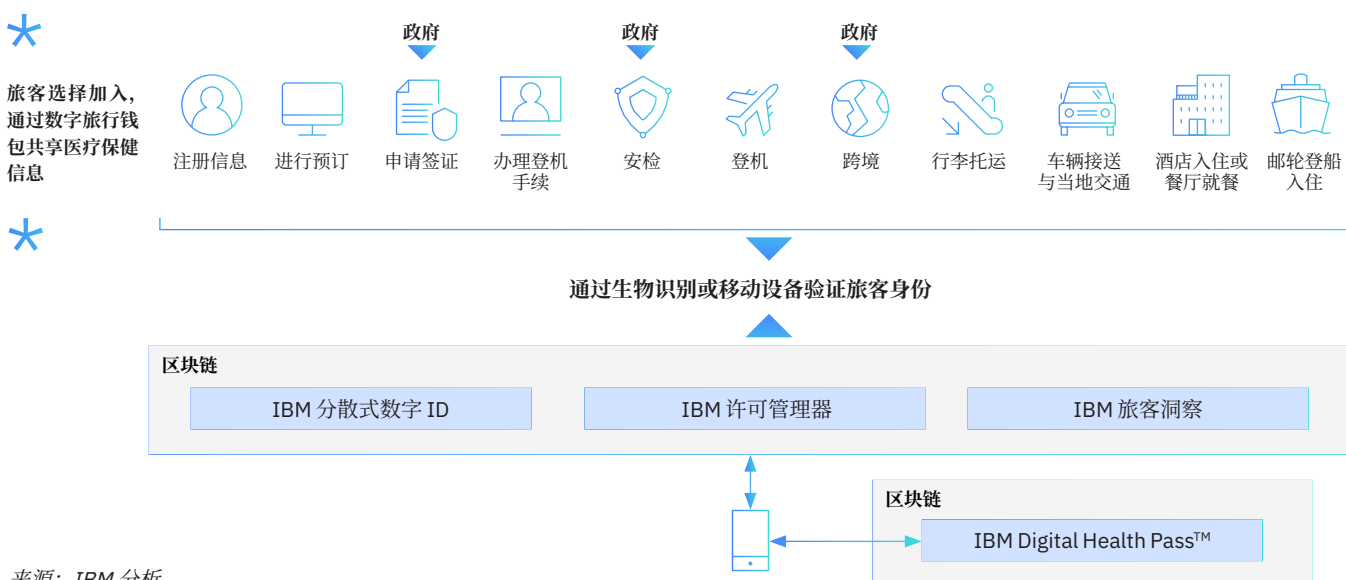 政府
政府
政府
旅客选择加入，
通过数字旅行钱
包共享医疗保健
信息
注册信息
进行预订
申请签证
办理登机
手续
安检
登机
跨境
行李托运
车辆接送
与当地交通
酒店入住或
餐厅就餐
邮轮登船
入住
通过生物识别或移动设备验证旅客身份
区块链
IBM 分散式数字 ID
IBM 许可管理器
IBM 旅客洞察
区块链
IBM Digital Health Pass™
来源：IBM 分析